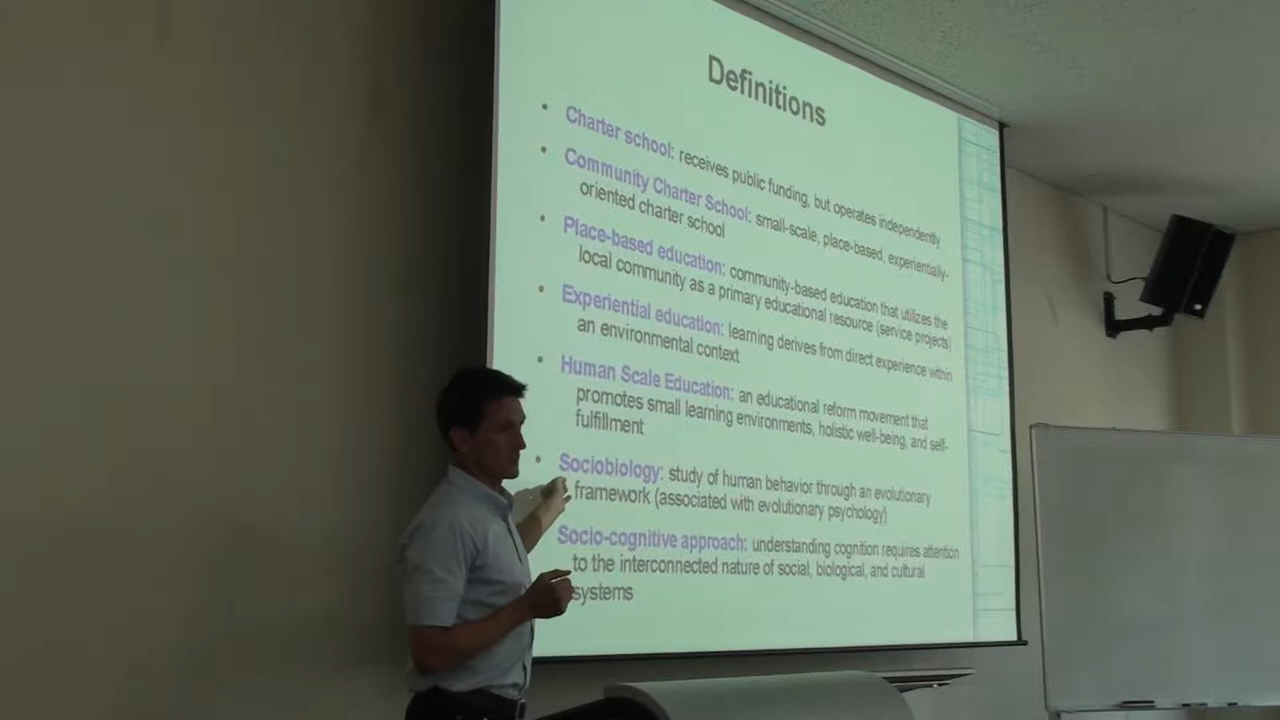 Definitions
• Charter school: receives public funding, but operates independently
• Community Charter School: small-scale, place-based, experientially-
oriented charter school
• Place-based education: community-based education that utilizes the
local community as a primary educational resource (service projects)
• Experiential education: learning derives from direct experience within
an environmental context
• Human Scale Education: an educational reform movement that
promotes small learning environments, holistic well-being, and self-
fulfillment
• Sociobiology: study of human behavior through an evolutionary
framework (associated with evolutionary psychology)
Socio-cognitive approach: understanding cognition requires attention
to the interconnected nature of social, biological, and cultural
systems